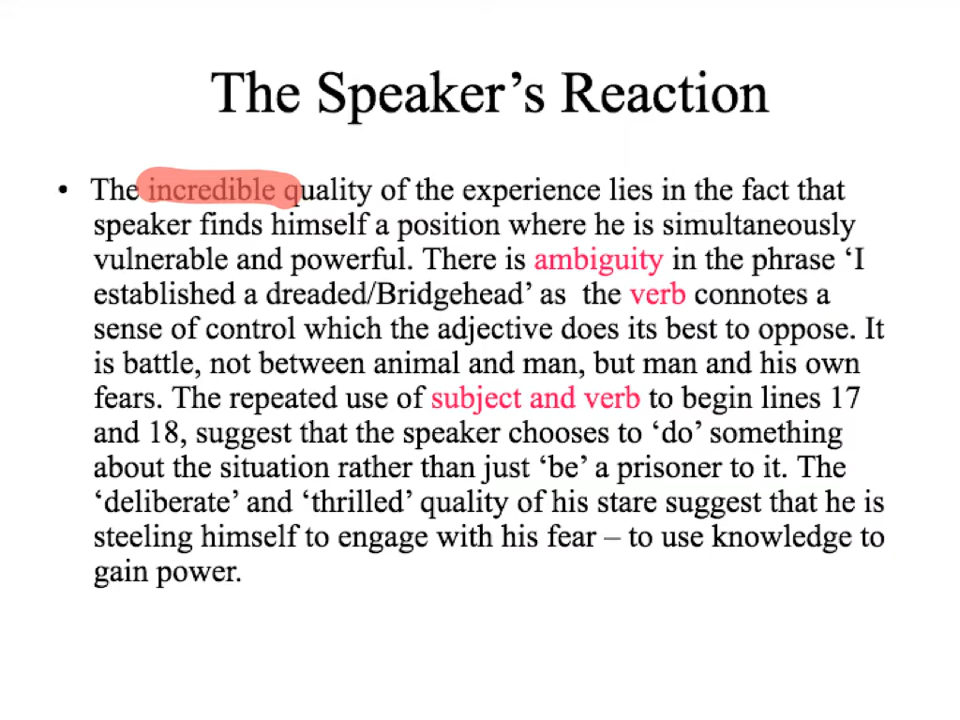 The Speaker’s Reaction
• The incredible quality of the experience lies in the fact that
speaker finds himself a position where he is simultaneously
vulnerable and powerful. There is ambiguity in the phrase ‘I
established a dreaded/Bridgehead’ as  the verb connotes a
sense of control which the adjective does its best to oppose. It
is battle, not between animal and man, but man and his own
fears. The repeated use of subject and verb to begin lines 17
and 18, suggest that the speaker chooses to ‘do’ something
about the situation rather than just ‘be’ a prisoner to it. The
‘deliberate’ and ‘thrilled’ quality of his stare suggest that he is
steeling himself to engage with his fear – to use knowledge to
gain power.